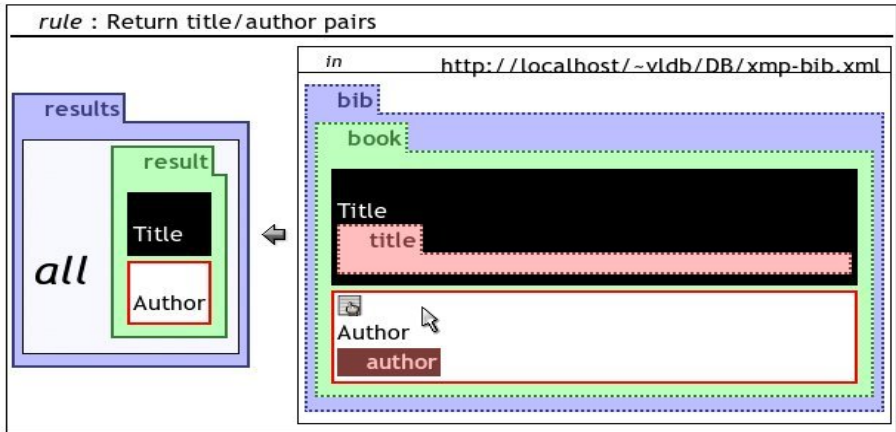 rule : Return title/author pairs
in http://localhost/~vldb/DB/xmp-bib.xml
results
result
Title
all
Author
bib
book
Title
title
Author
author